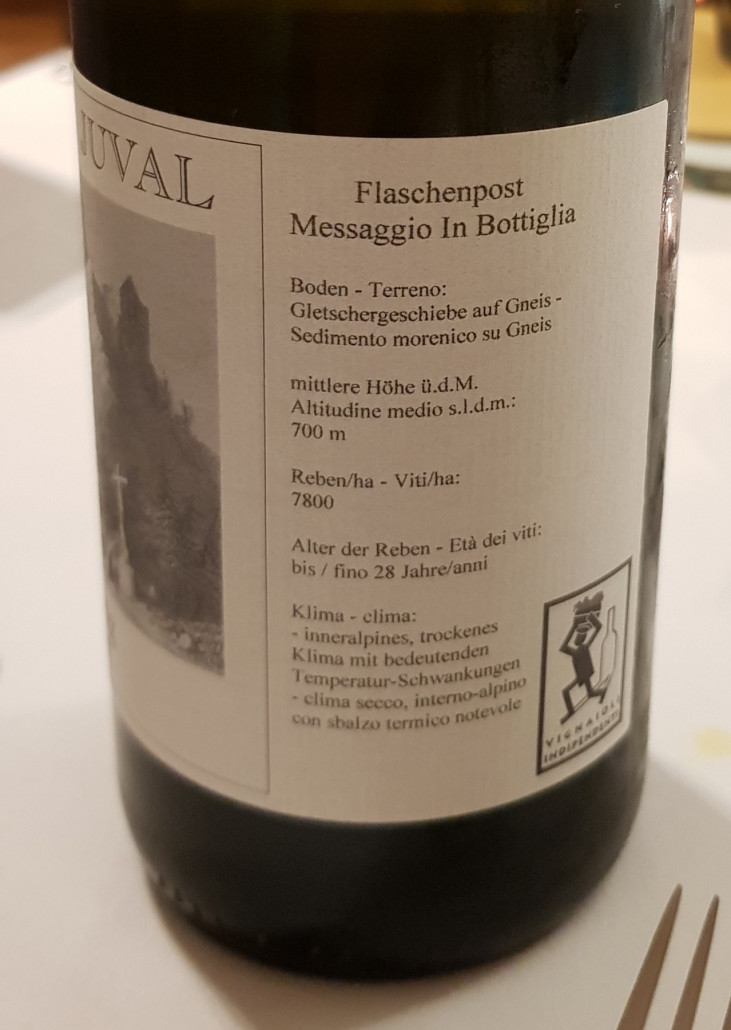 JUVAL
Flaschenpost
Messaggio In Bottiglia
Boden - Terreno:
Gletschergeschiebe auf Gneis -
Sedimento morenico su Gneis
mittlere Höhe ü.d.M.
Altitudine medio s.l.d.m.:
700 m
Reben/ha - Viti/ha:
7800
Alter der Reben - Età dei viti:
bis / fino 28 Jahre/anni
Klima - clima:
- inneralpines, trockenes
Klima mit bedeutenden
Temperatur-Schwankungen
- clima secco, interno-alpino
con sbalzo termico notevole
VIGNAIOLI
INDIPENDENTI